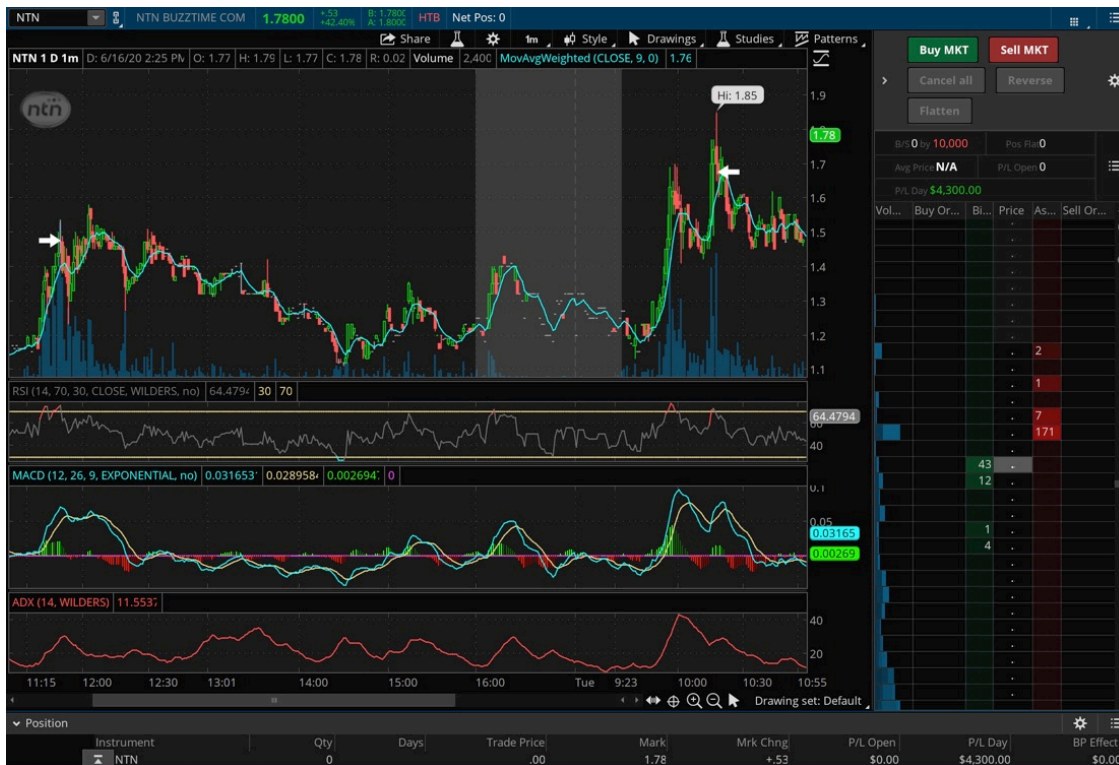 NTN NTN BUZZTIME COM 1.7800 +.53 +42.40% B: 1.7800 A: 1.8000 HTB Net Pos: 0
Share 1m Style Drawings Studies Patterns
NTN 1 D 1m D: 6/16/20 2:25 PM O: 1.77 H: 1.79 L: 1.77 C: 1.78 R: 0.02 Volume 2,400 MovAvgWeighted (CLOSE, 9, 0) 1.76
ntn
Hi: 1.85
1.9
1.78
1.7
1.6
1.5
1.4
1.3
1.2
1.1
RSI (14, 70, 30, CLOSE, WILDERS, no) 64.4794 30 70
64.4794
40
MACD (12, 26, 9, EXPONENTIAL, no) 0.031653 0.028958 0.002694 0
0.1
0.05
0.03165
0.00269
ADX (14, WILDERS) 11.5537
40
20
11:15 12:00 12:30 13:01 14:00 15:00 16:00 Tue 9:23 10:00 10:30 10:55
Drawing set: Default
Buy MKT Sell MKT
Cancel all Reverse
Flatten
B/S 0 by 10,000 Pos Flat 0
Avg Price N/A P/L Open 0
P/L Day $4,300.00
Vol... Buy Or... Bi... Price As... Sell Or...
2
1
7
171
43
12
1
4
Position
Instrument Qty Days Trade Price Mark Mrk Chng P/L Open P/L Day BP Effect
NTN 0 .00 1.78 +.53 $0.00 $4,300.00 $0.00